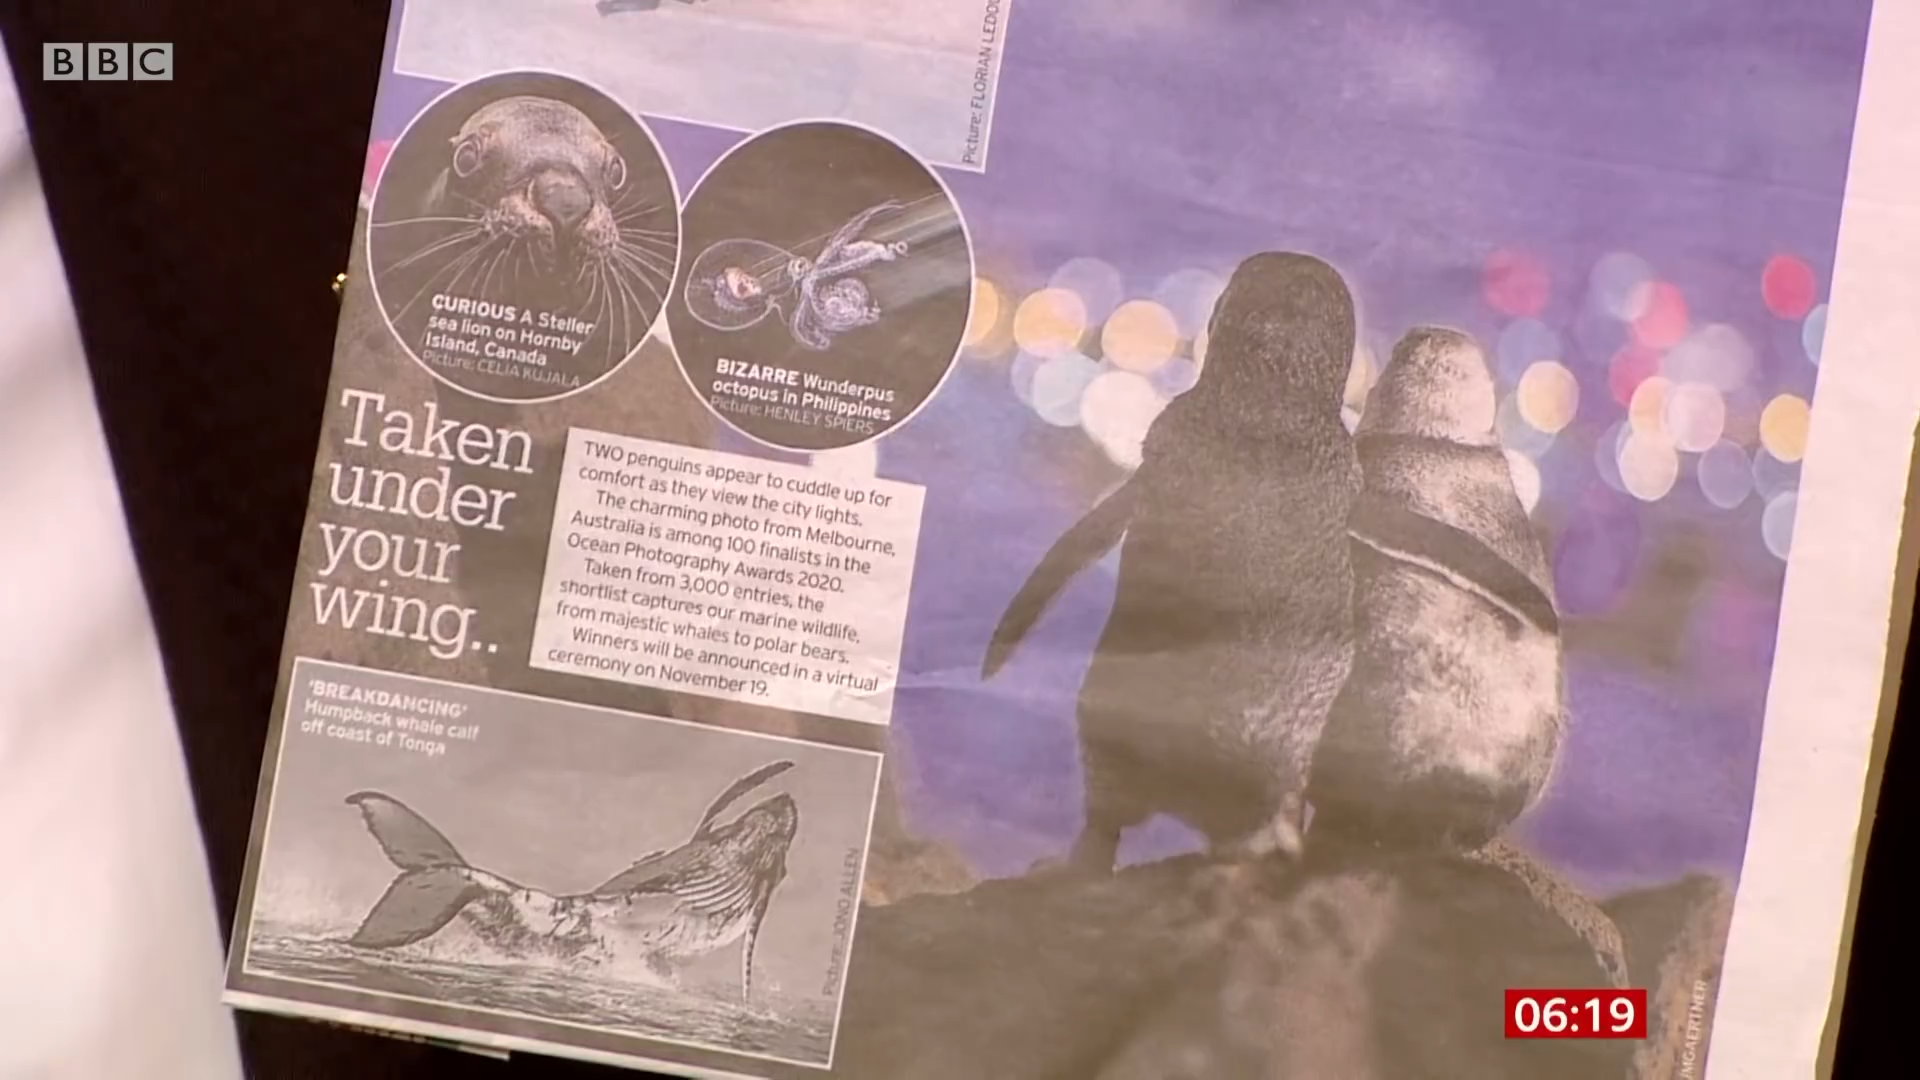 BBC
Picture: FLORIAN
CURIOUS A Steller
sea lion on Hornby
Island, Canada
Picture: CELIA KUJALA
BIZARRE Wunderpus
octopus in Philippines
Picture: HENLEY SPIERS
Taken
under
your
wing..
TWO penguins appear to cuddle up for
comfort as they view the city lights.
The charming photo from Melbourne,
Australia is among 100 finalists in the
Ocean Photography Awards 2020.
Taken from 3,000 entries, the
shortlist captures our marine wildlife,
from majestic whales to polar bears.
Winners will be announced in a virtual
ceremony on November 19.
'BREAKDANCING'
Humpback whale calf
off coast of Tonga
Picture: JONO ALLEN
06:19